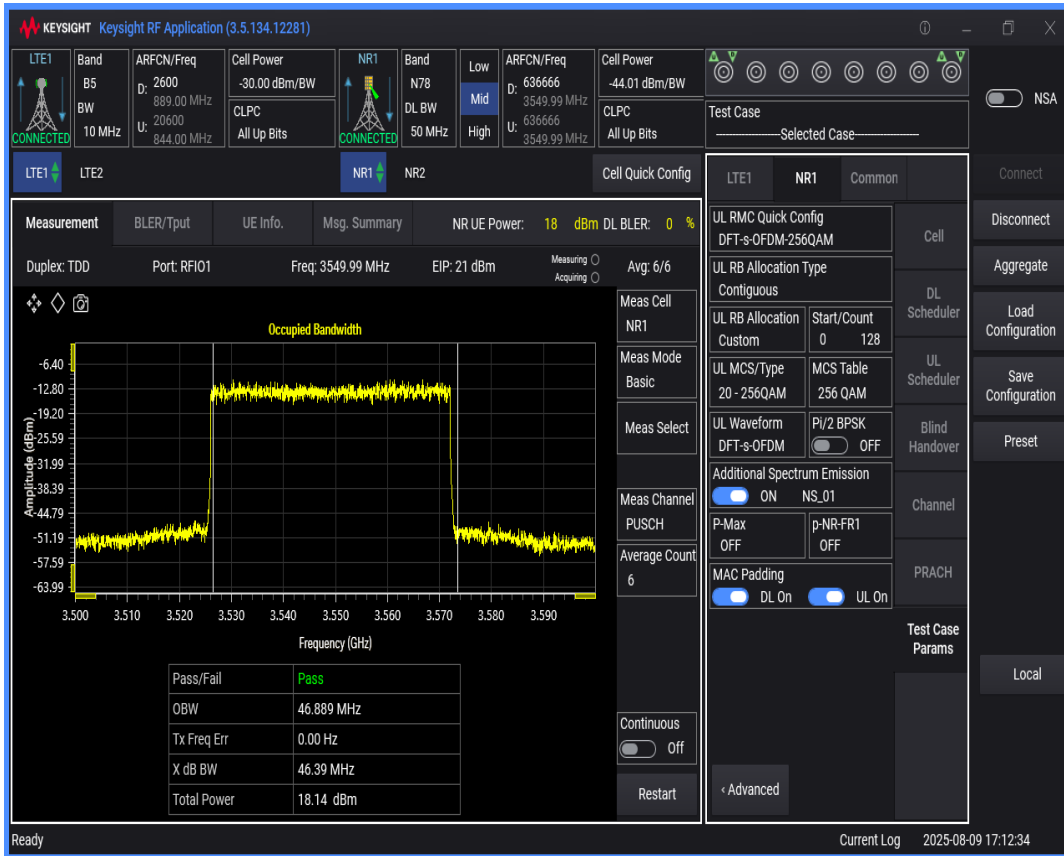 KEYSIGHT Keysight RF Application (3.5.134.12281)
LTE1 Band ARFCN/Freq Cell Power NR1 Band Low ARFCN/Freq Cell Power
B5 D: 2600 -30.00 dBm/BW N78 D: 636666 -44.01 dBm/BW
889.00 MHz 3549.99 MHz
BW CLPC DL BW Mid CLPC
U: 20600 U: 636666
CONNECTED 10 MHz 844.00 MHz All Up Bits CONNECTED 50 MHz High 3549.99 MHz All Up Bits
Test Case
--------------------Selected Case--------------------
NSA
LTE1 LTE2 NR1 NR2 Cell Quick Config
LTE1 NR1 Common
Connect
Measurement BLER/Tput UE Info. Msg. Summary NR UE Power: 18 dBm DL BLER: 0 %
Duplex: TDD Port: RFIO1 Freq: 3549.99 MHz EIP: 21 dBm Measuring Avg: 6/6
Acquiring
Occupied Bandwidth
Amplitude (dBm)
-6.40
-12.80
-19.20
-25.59
-31.99
-38.39
-44.79
-51.19
-57.59
-63.99
3.500 3.510 3.520 3.530 3.540 3.550 3.560 3.570 3.580 3.590
Frequency (GHz)
Pass/Fail Pass
OBW 46.889 MHz
Tx Freq Err 0.00 Hz
X dB BW 46.39 MHz
Total Power 18.14 dBm
Meas Cell
NR1
Meas Mode
Basic
Meas Select
Meas Channel
PUSCH
Average Count
6
Continuous
Off
Restart
UL RMC Quick Config
DFT-s-OFDM-256QAM
UL RB Allocation Type
Contiguous
UL RB Allocation Start/Count
Custom 0 128
UL MCS/Type MCS Table
20 - 256QAM 256 QAM
UL Waveform Pi/2 BPSK
DFT-s-OFDM OFF
Additional Spectrum Emission
ON NS_01
P-Max p-NR-FR1
OFF OFF
MAC Padding
DL On UL On
‹ Advanced
Cell
DL
Scheduler
UL
Scheduler
Blind
Handover
Channel
PRACH
Test Case
Params
Disconnect
Aggregate
Load
Configuration
Save
Configuration
Preset
Local
Ready Current Log 2025-08-09 17:12:34